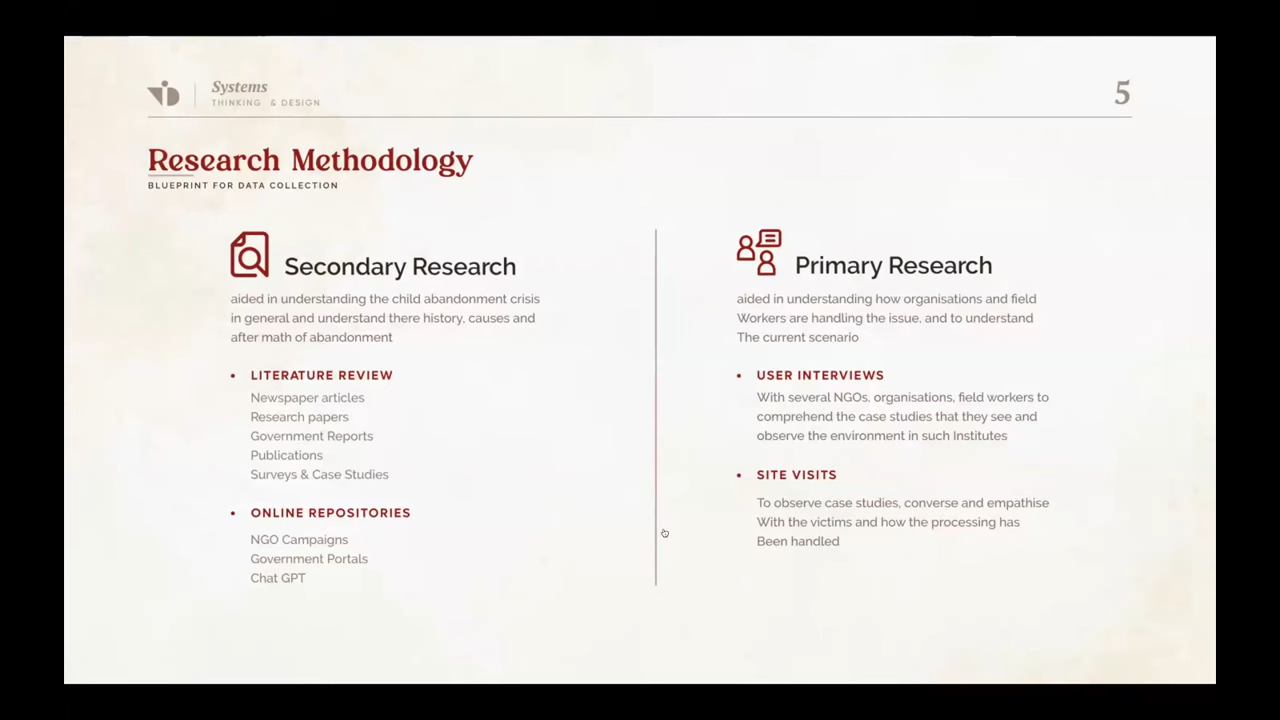 Systems
THINKING & DESIGN
5
Research Methodology
BLUEPRINT FOR DATA COLLECTION
Secondary Research
aided in understanding the child abandonment crisis
in general and understand there history, causes and
after math of abandonment
• LITERATURE REVIEW
Newspaper articles
Research papers
Government Reports
Publications
Surveys & Case Studies
• ONLINE REPOSITORIES
NGO Campaigns
Government Portals
Chat GPT
Primary Research
aided in understanding how organisations and field
Workers are handling the issue, and to understand
The current scenario
• USER INTERVIEWS
With several NGOs, organisations, field workers to
comprehend the case studies that they see and
observe the environment in such Institutes
• SITE VISITS
To observe case studies, converse and empathise
With the victims and how the processing has
Been handled